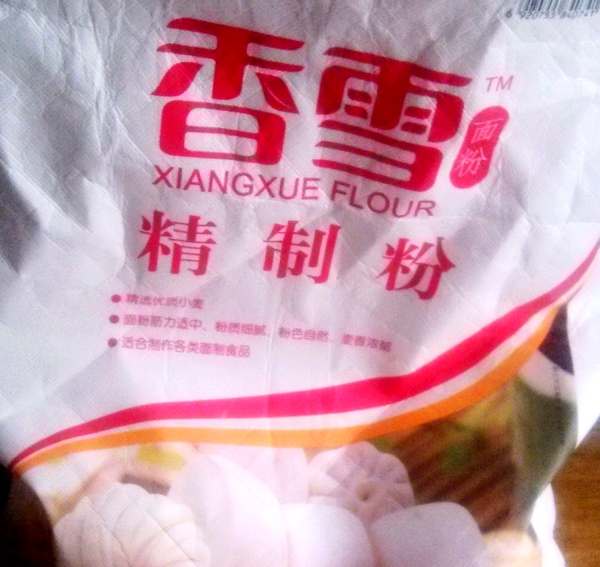 香雪 TM
面粉
XIANGXUE FLOUR
精制粉
精选优质小麦
面粉筋力适中、粉质细腻、粉色自然、麦香浓郁
适合制作各类面制食品